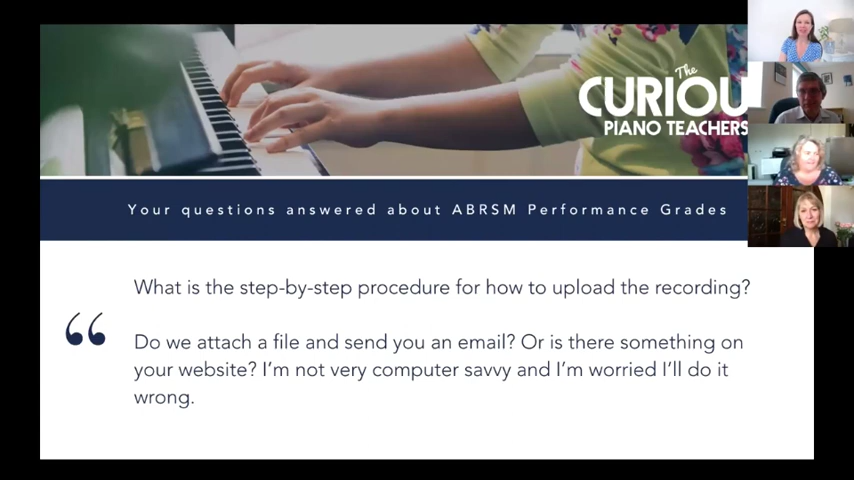 The
CURIOU
PIANO TEACHERS
Your questions answered about ABRSM Performance Grades
What is the step-by-step procedure for how to upload the recording?
“
Do we attach a file and send you an email? Or is there something on
your website? I’m not very computer savvy and I’m worried I’ll do it
wrong.